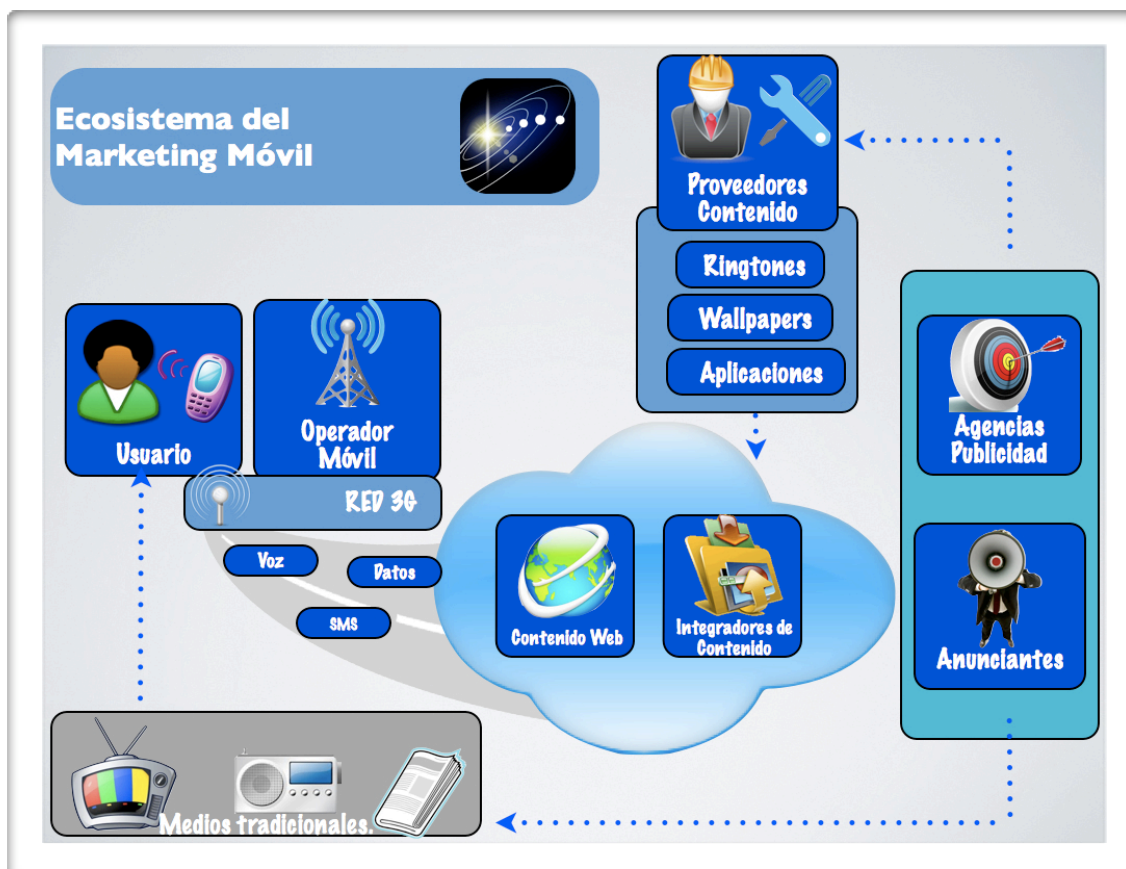 Ecosistema del
Marketing Móvil
Proveedores
Contenido
Ringtones
Wallpapers
Aplicaciones
Usuario
Operador
Móvil
RED 3G
Voz
Datos
SMS
Contenido Web
Integradores de
Contenido
Agencias
Publicidad
Anunciantes
Medios tradicionales.